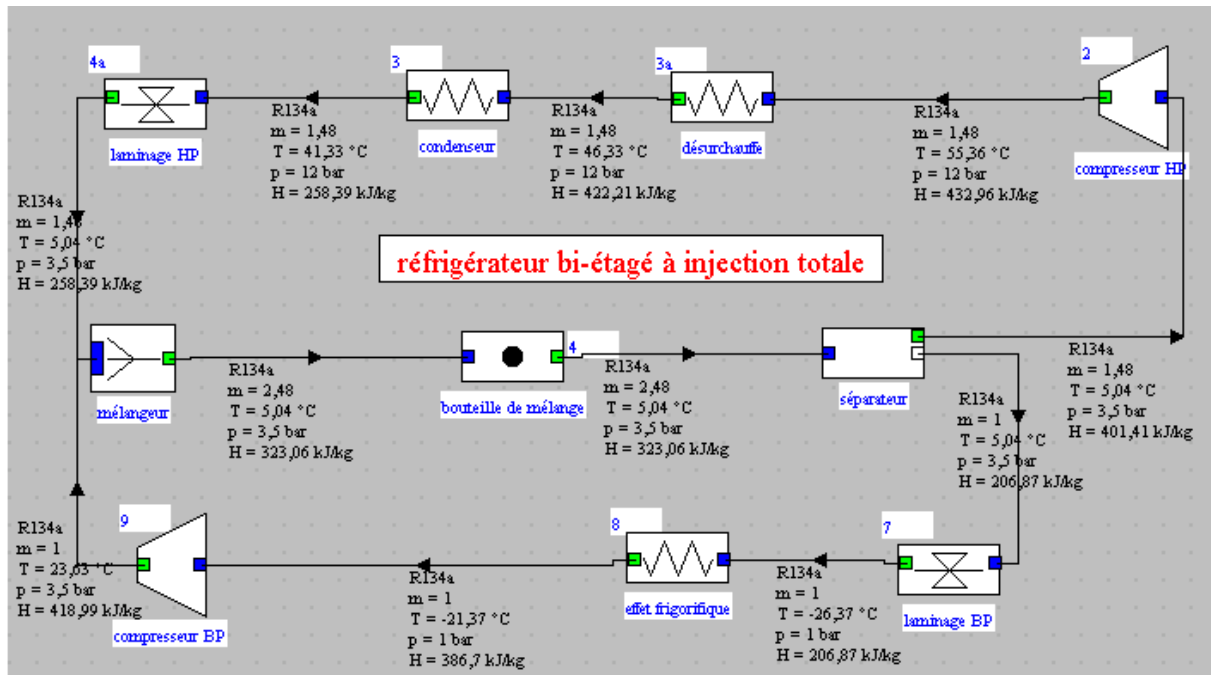 4a
laminage HP
3
condenseur
3a
désurchauffe
2
compresseur HP
R134a
m = 1,48
T = 41,33 °C
p = 12 bar
H = 258,39 kJ/kg
R134a
m = 1,48
T = 46,33 °C
p = 12 bar
H = 422,21 kJ/kg
R134a
m = 1,48
T = 55,36 °C
p = 12 bar
H = 432,96 kJ/kg
R134a
m = 1,48
T = 5,04 °C
p = 3,5 bar
H = 258,39 kJ/kg
réfrigérateur bi-étagé à injection totale
mélangeur
R134a
m = 2,48
T = 5,04 °C
p = 3,5 bar
H = 323,06 kJ/kg
4
bouteille de mélange
R134a
m = 2,48
T = 5,04 °C
p = 3,5 bar
H = 323,06 kJ/kg
séparateur
R134a
m = 1
T = 5,04 °C
p = 3,5 bar
H = 206,87 kJ/kg
R134a
m = 1,48
T = 5,04 °C
p = 3,5 bar
H = 401,41 kJ/kg
R134a
m = 1
T = 23,63 °C
p = 3,5 bar
H = 418,99 kJ/kg
9
compresseur BP
R134a
m = 1
T = -21,37 °C
p = 1 bar
H = 386,7 kJ/kg
8
effet frigorifique
R134a
m = 1
T = -26,37 °C
p = 1 bar
H = 206,87 kJ/kg
7
laminage BP